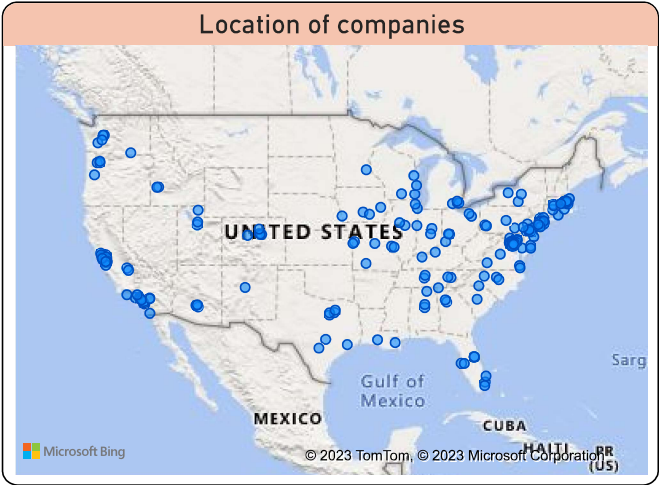 Location of companies
UNITED STATES
Gulf of
Mexico
Sarg
MEXICO
CUBA
HAITI
PR
(US)
Microsoft Bing
© 2023 TomTom, © 2023 Microsoft Corporation